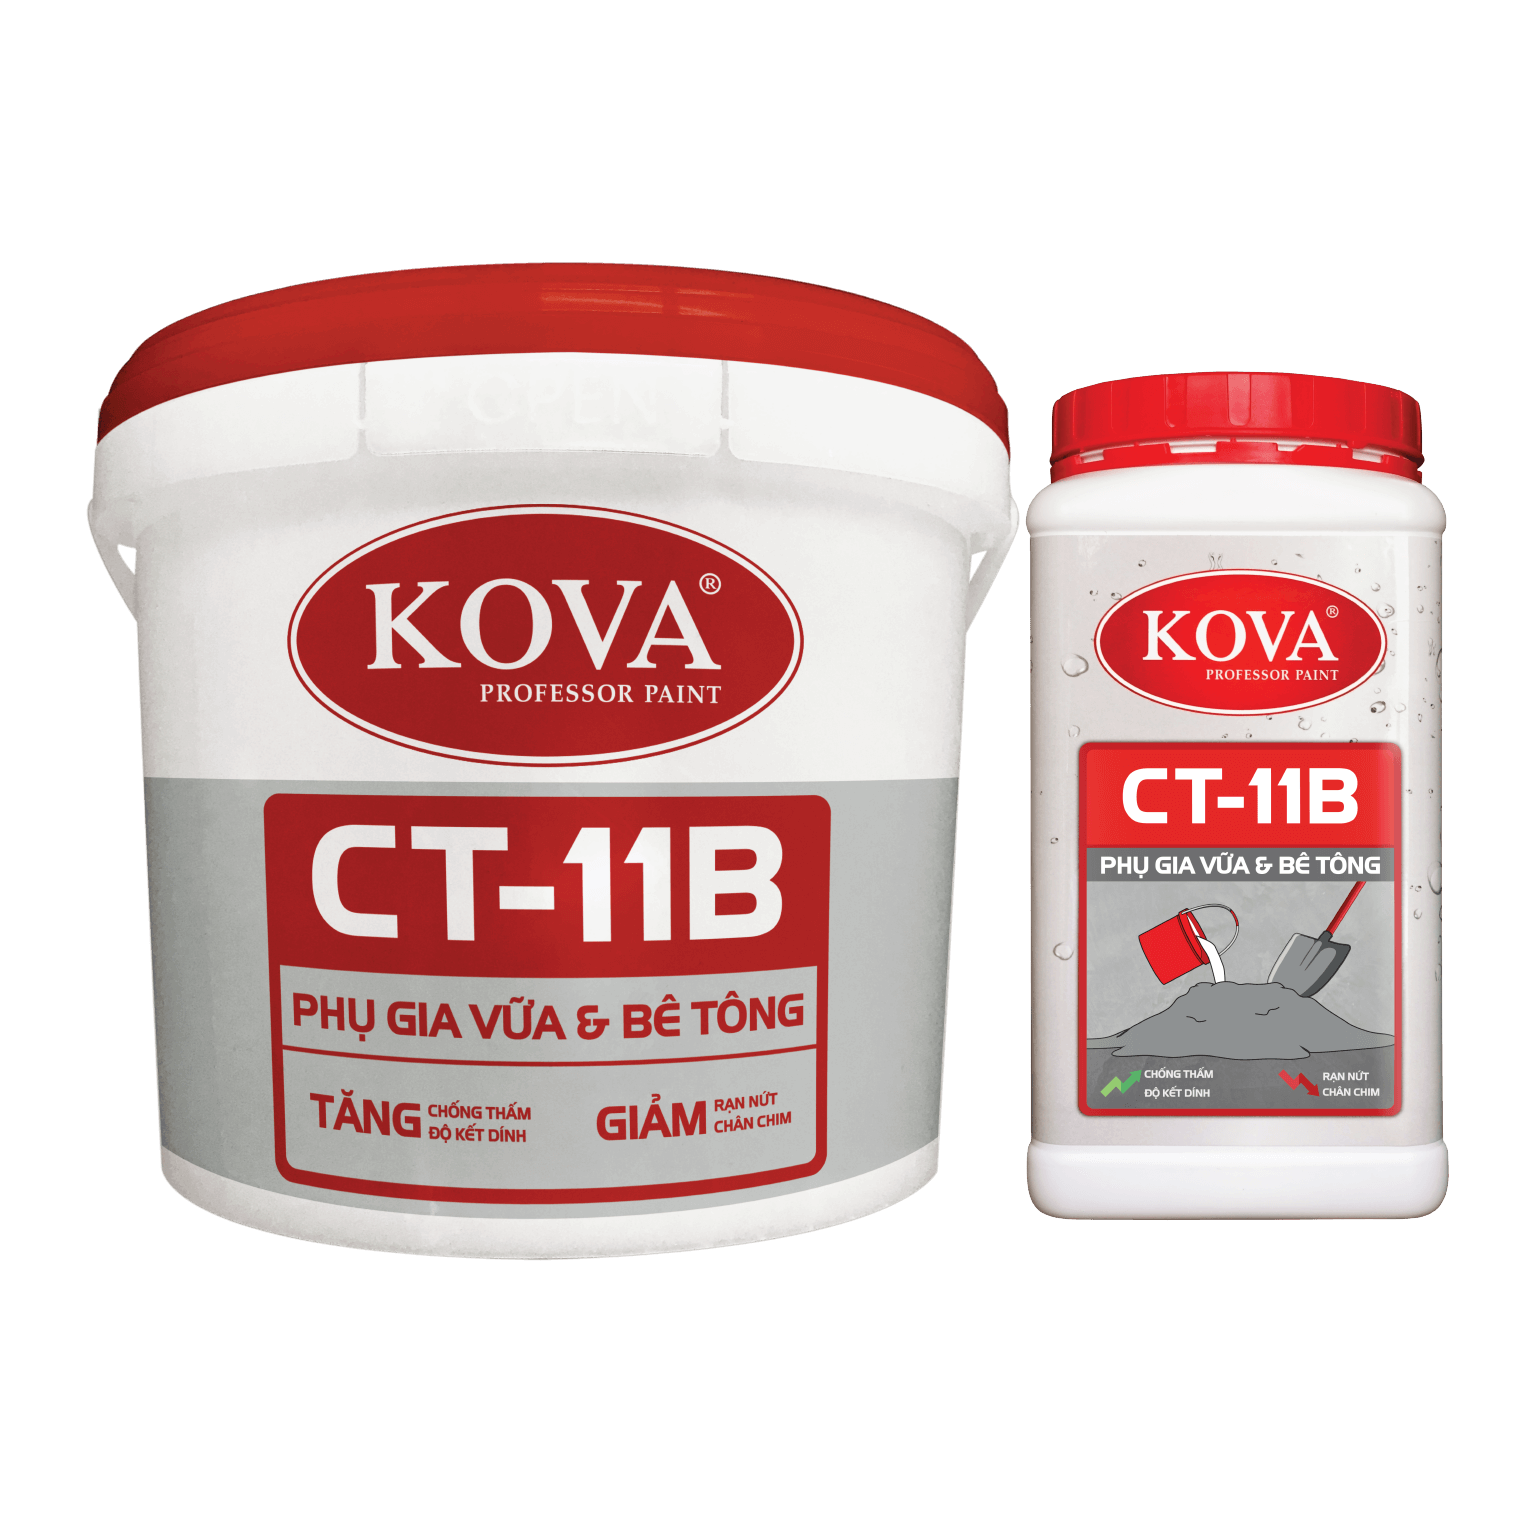 OPEN
KOVA®
PROFESSOR PAINT
CT-11B
PHỤ GIA VỮA & BÊ TÔNG
TĂNG CHỐNG THẤM
ĐỘ KẾT DÍNH
GIẢM RẠN NỨT
CHÂN CHIM
KOVA®
PROFESSOR PAINT
CT-11B
PHỤ GIA VỮA & BÊ TÔNG
CHỐNG THẤM
ĐỘ KẾT DÍNH
RẠN NỨT
CHÂN CHIM